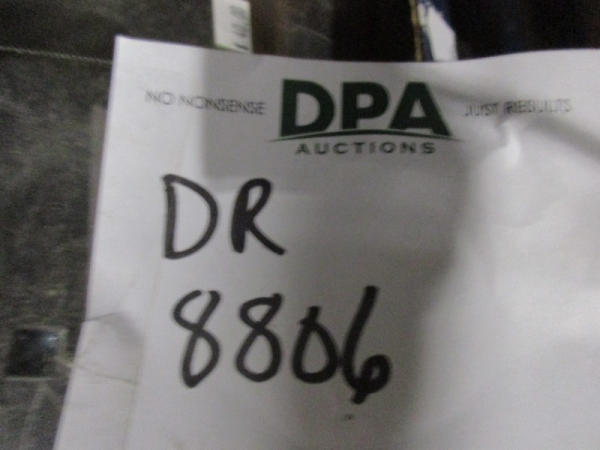 NO NONSENSE DPA JUST RESULTS
AUCTIONS
DR
8806